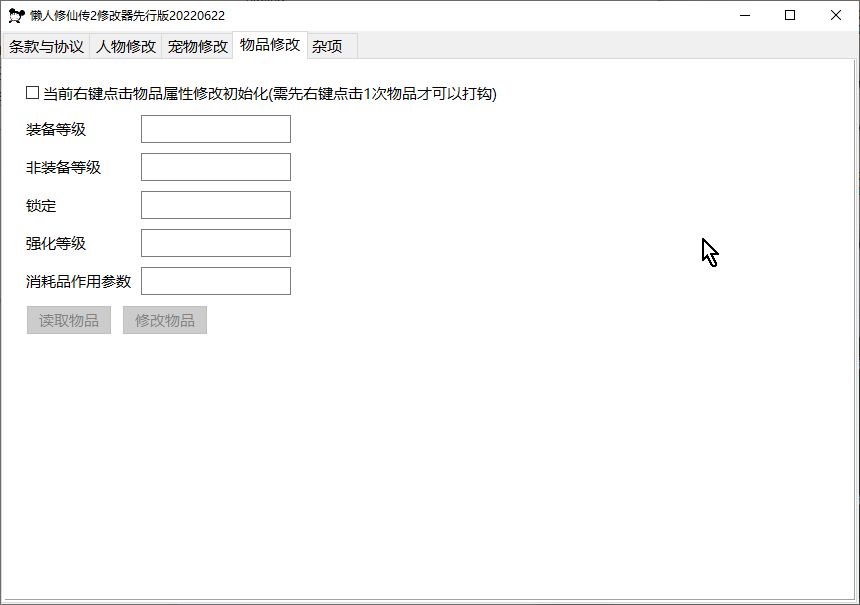 懒人修仙传2修改器先行版20220622
条款与协议 人物修改 宠物修改 物品修改 杂项
当前右键点击物品属性修改初始化(需先右键点击1次物品才可以打钩)
装备等级
非装备等级
锁定
强化等级
消耗品作用参数
读取物品 修改物品